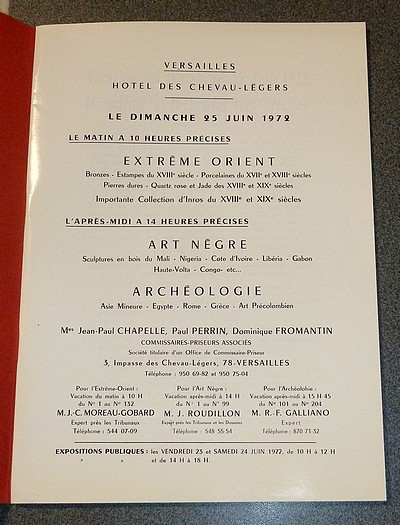 VERSAILLES
HOTEL DES CHEVAU-LÉGERS
LE DIMANCHE 25 JUIN 1972
LE MATIN A 10 HEURES PRÉCISES
EXTRÊME ORIENT
Bronzes - Estampes du XVIIIe siècle - Porcelaines du XVIIe et XVIIIe siècles
Pierres dures - Quartz rose et Jade des XVIIIe et XIXe siècles
Importante Collection d'Inros du XVIIIe et XIXe siècles
L'APRÈS-MIDI A 14 HEURES PRÉCISES
ART NÈGRE
Sculptures en bois du Mali - Nigeria - Cote d'Ivoire - Libéria - Gabon
Haute-Volta - Congo- etc...
ARCHÉOLOGIE
Asie Mineure - Egypte - Rome - Grèce - Art Précolombien
Mes Jean-Paul CHAPELLE, Paul PERRIN, Dominique FROMANTIN
COMMISSAIRES-PRISEURS ASSOCIÉS
Société titulaire d'un Office de Commissaire-Priseur
3, Impasse des Chevau-Légers, 78-VERSAILLES
Téléphone : 950 69-82 et 950 75-04
Pour l'Extrême-Orient : Pour l'Art Nègre : Pour l'Archéolohie :
Vacation du matin à 10 H Vacation après-midi à 14 H Vacation après-midi à 15 H 45
du No 1 au No 132 du No 1 au No 99 du No 101 au No 204
M.J.-C. MOREAU-GOBARD M. J. ROUDILLON M. R.-F. GALLIANO
Expert près les Tribunaux Expert près les Tribunaux et les Douanes Expert
Téléphone : 544 07-09 Téléphone : 548 55-54 Téléphone : 870 71-32
EXPOSITIONS PUBLIQUES : les VENDREDI 23 et SAMEDI 24 JUIN 1972, de 10 H à 12 H
et de 14 H à 18 H.